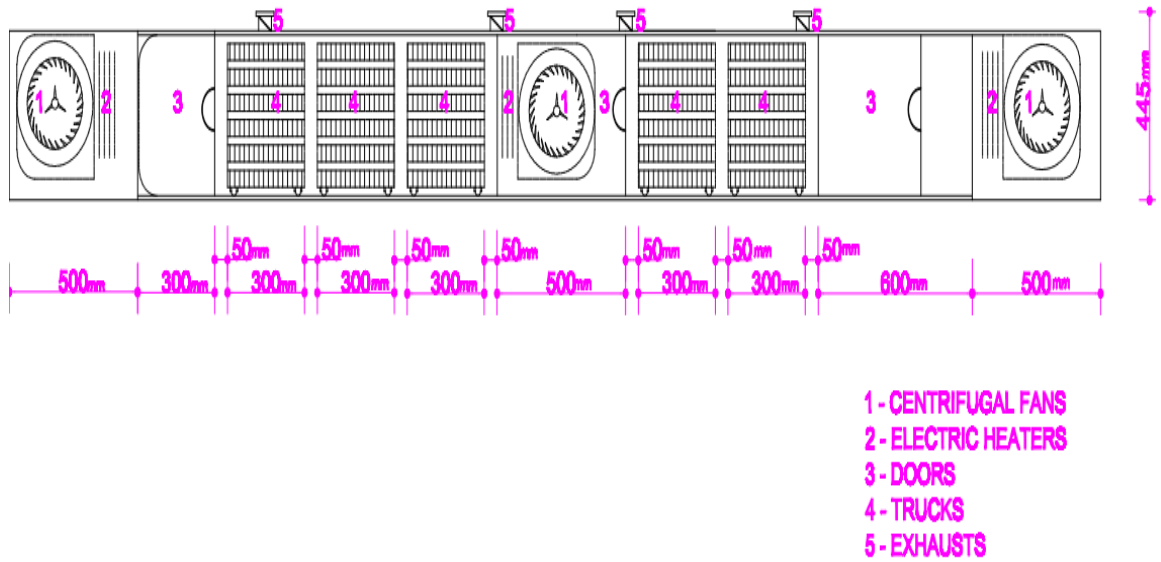 5 5 5 5
1 2 3 4 4 4 2 1 3 4 4 3 2 1
445mm
50mm 50mm 50mm 50mm 50mm 50mm 50mm
500mm 300mm 300mm 300mm 300mm 500mm 300mm 300mm 600mm 500mm
1 - CENTRIFUGAL FANS
2 - ELECTRIC HEATERS
3 - DOORS
4 - TRUCKS
5 - EXHAUSTS